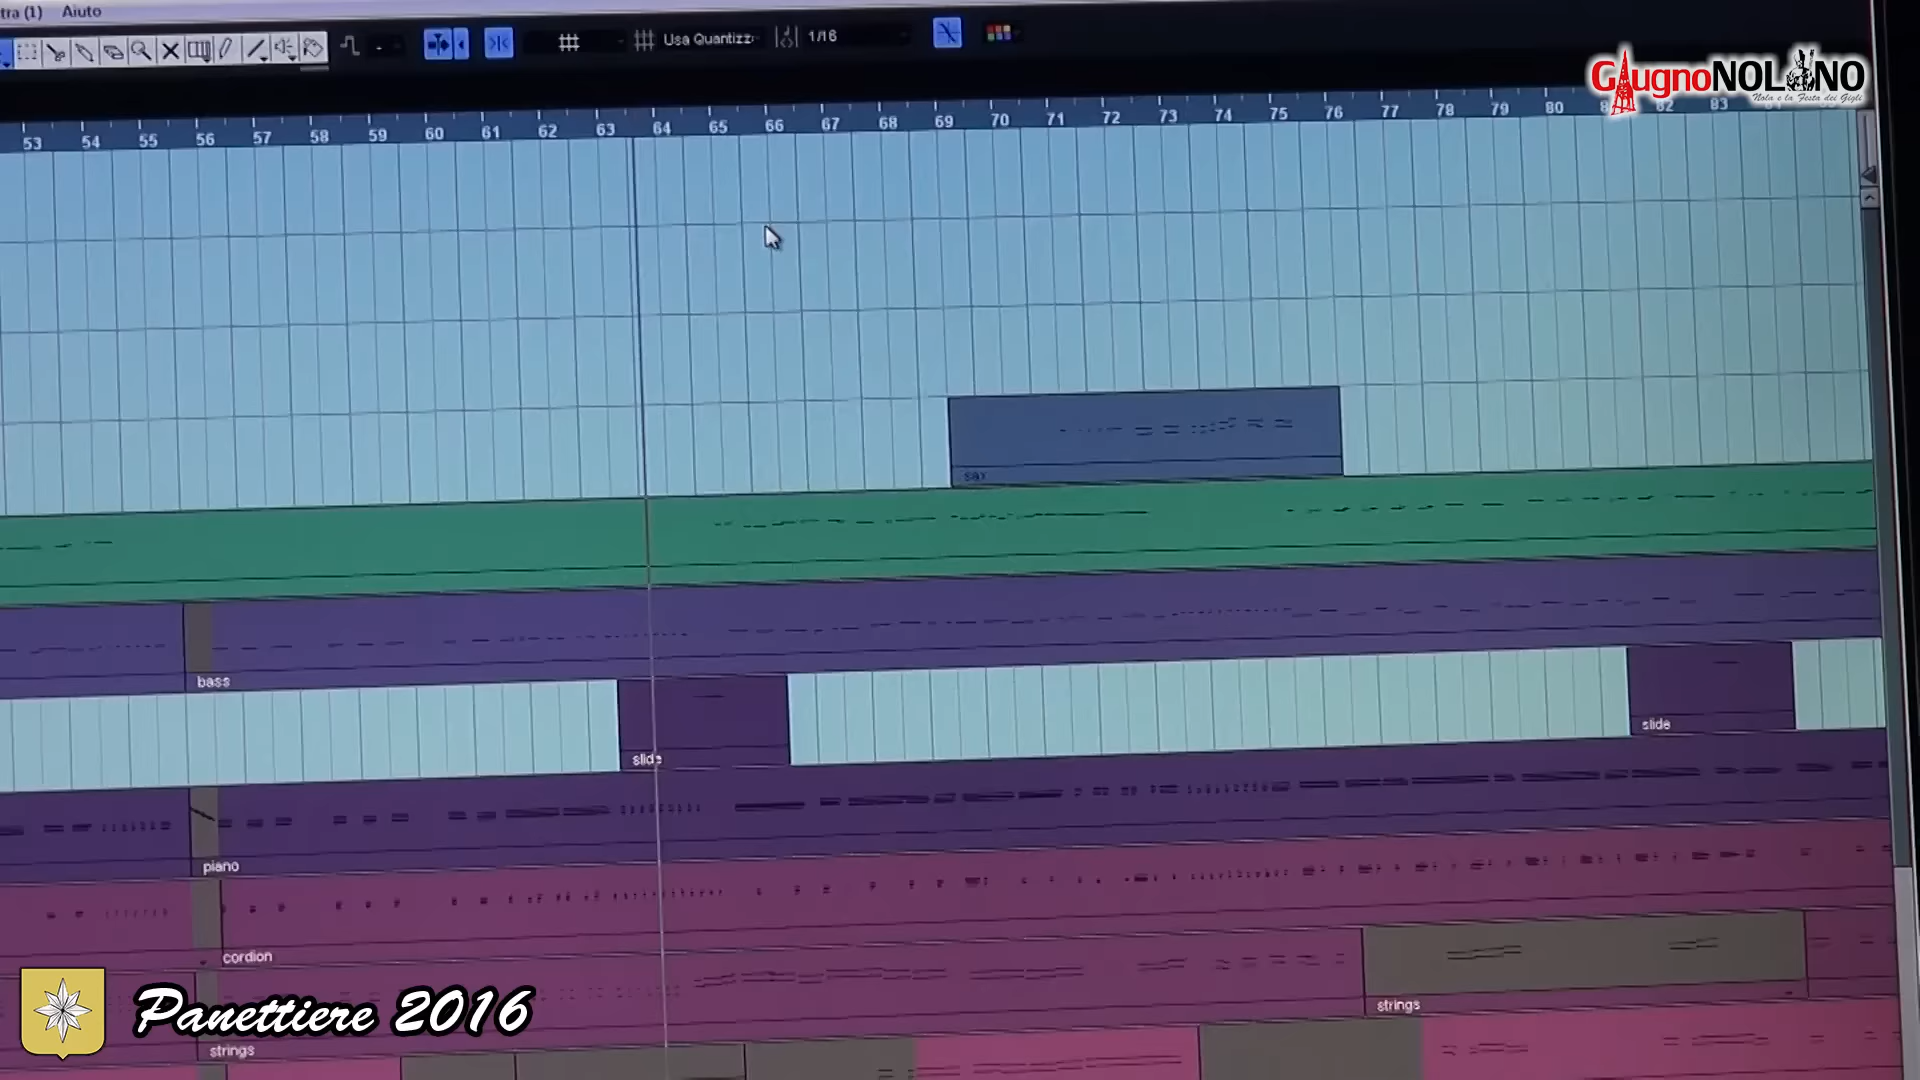 tra (1) Aiuto
Usa Quantizz
1/16
GiugnoNOLANO
Nola e la Festa dei Gigli
53 54 55 56 57 58 59 60 61 62 63 64 65 66 67 68 69 70 71 72 73 74 75 76 77 78 79 80 82 83
sax
bass
slide
slide
piano
cordion
strings
strings
Panettiere 2016